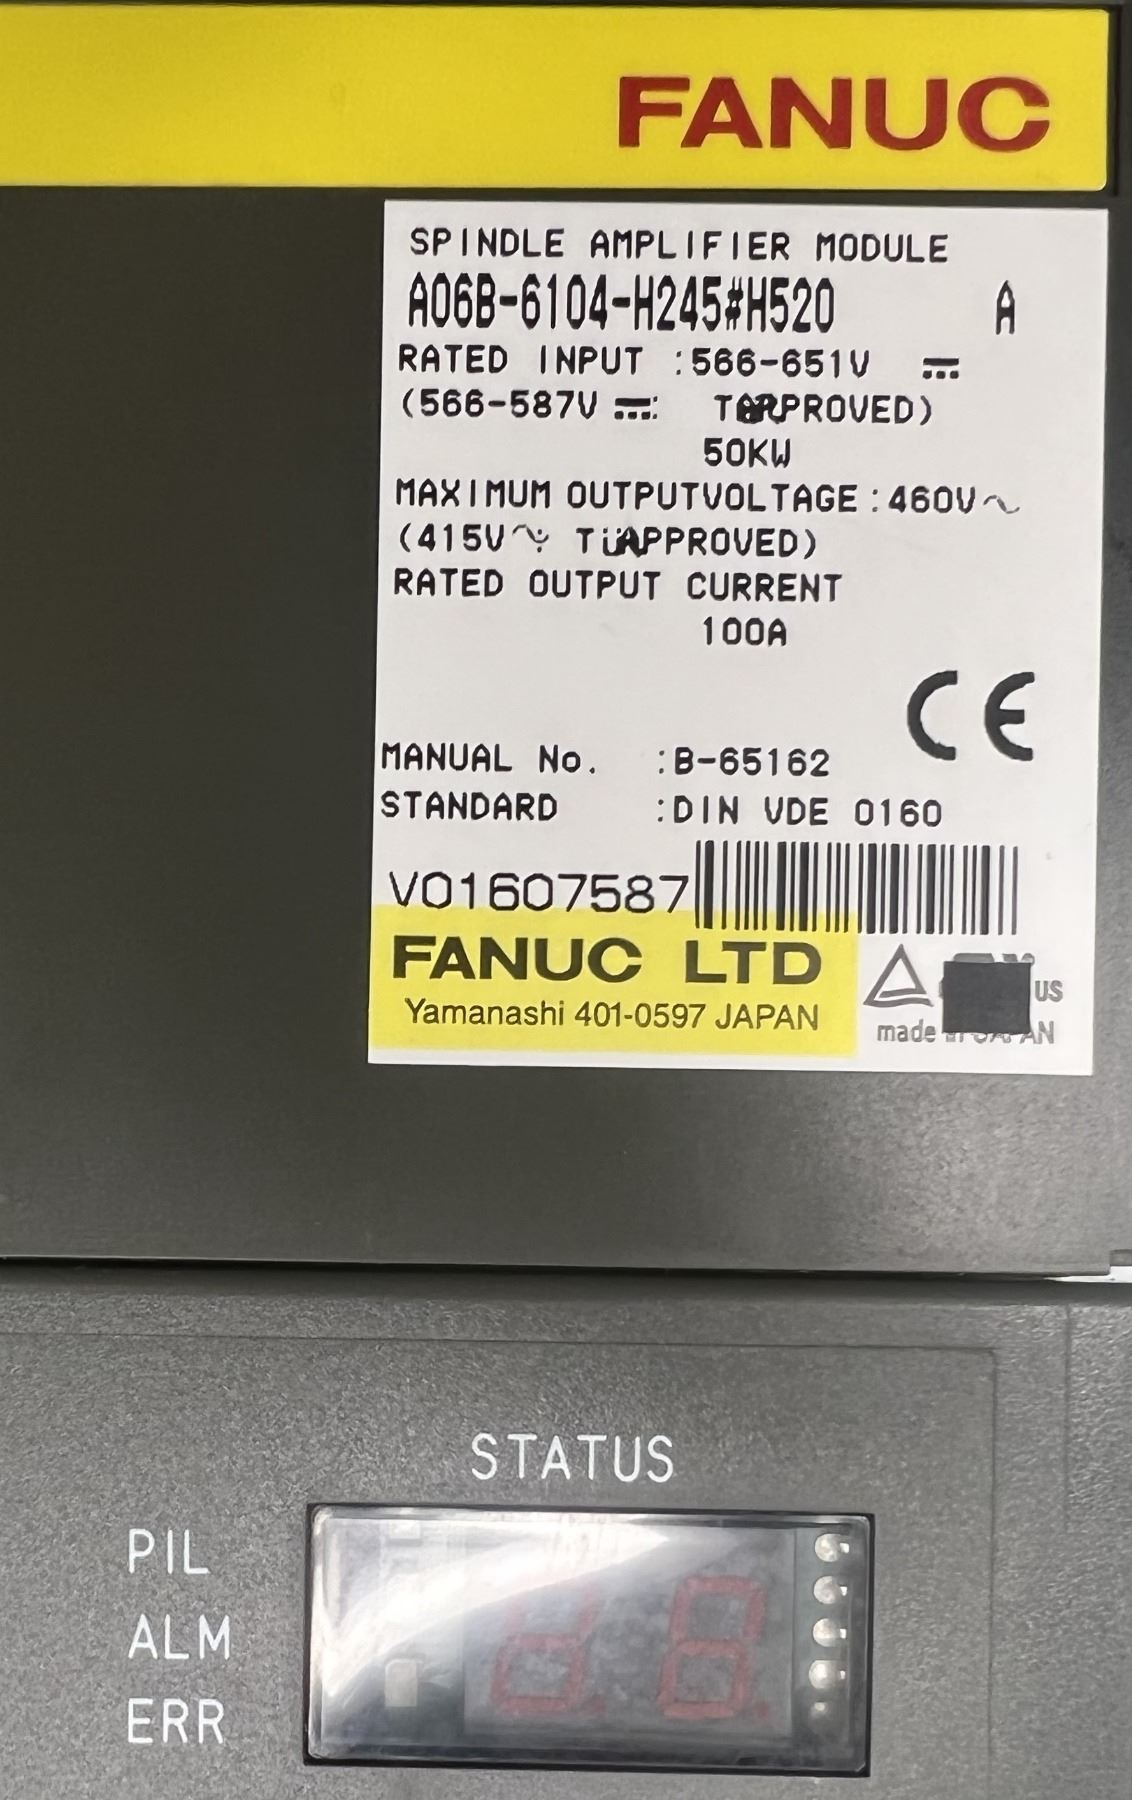 FANUC
SPINDLE AMPLIFIER MODULE
A06B-6104-H245#H520 A
RATED INPUT :566-651V ⎓
(566-587V ⎓: APPROVED)
50KW
MAXIMUM OUTPUTVOLTAGE:460V~
(415V~: TÜAPPROVED)
RATED OUTPUT CURRENT
100A
CE
MANUAL No. :B-65162
STANDARD :DIN VDE 0160
V01607587
FANUC LTD
Yamanashi 401-0597 JAPAN
US
made
STATUS
PIL
ALM
ERR